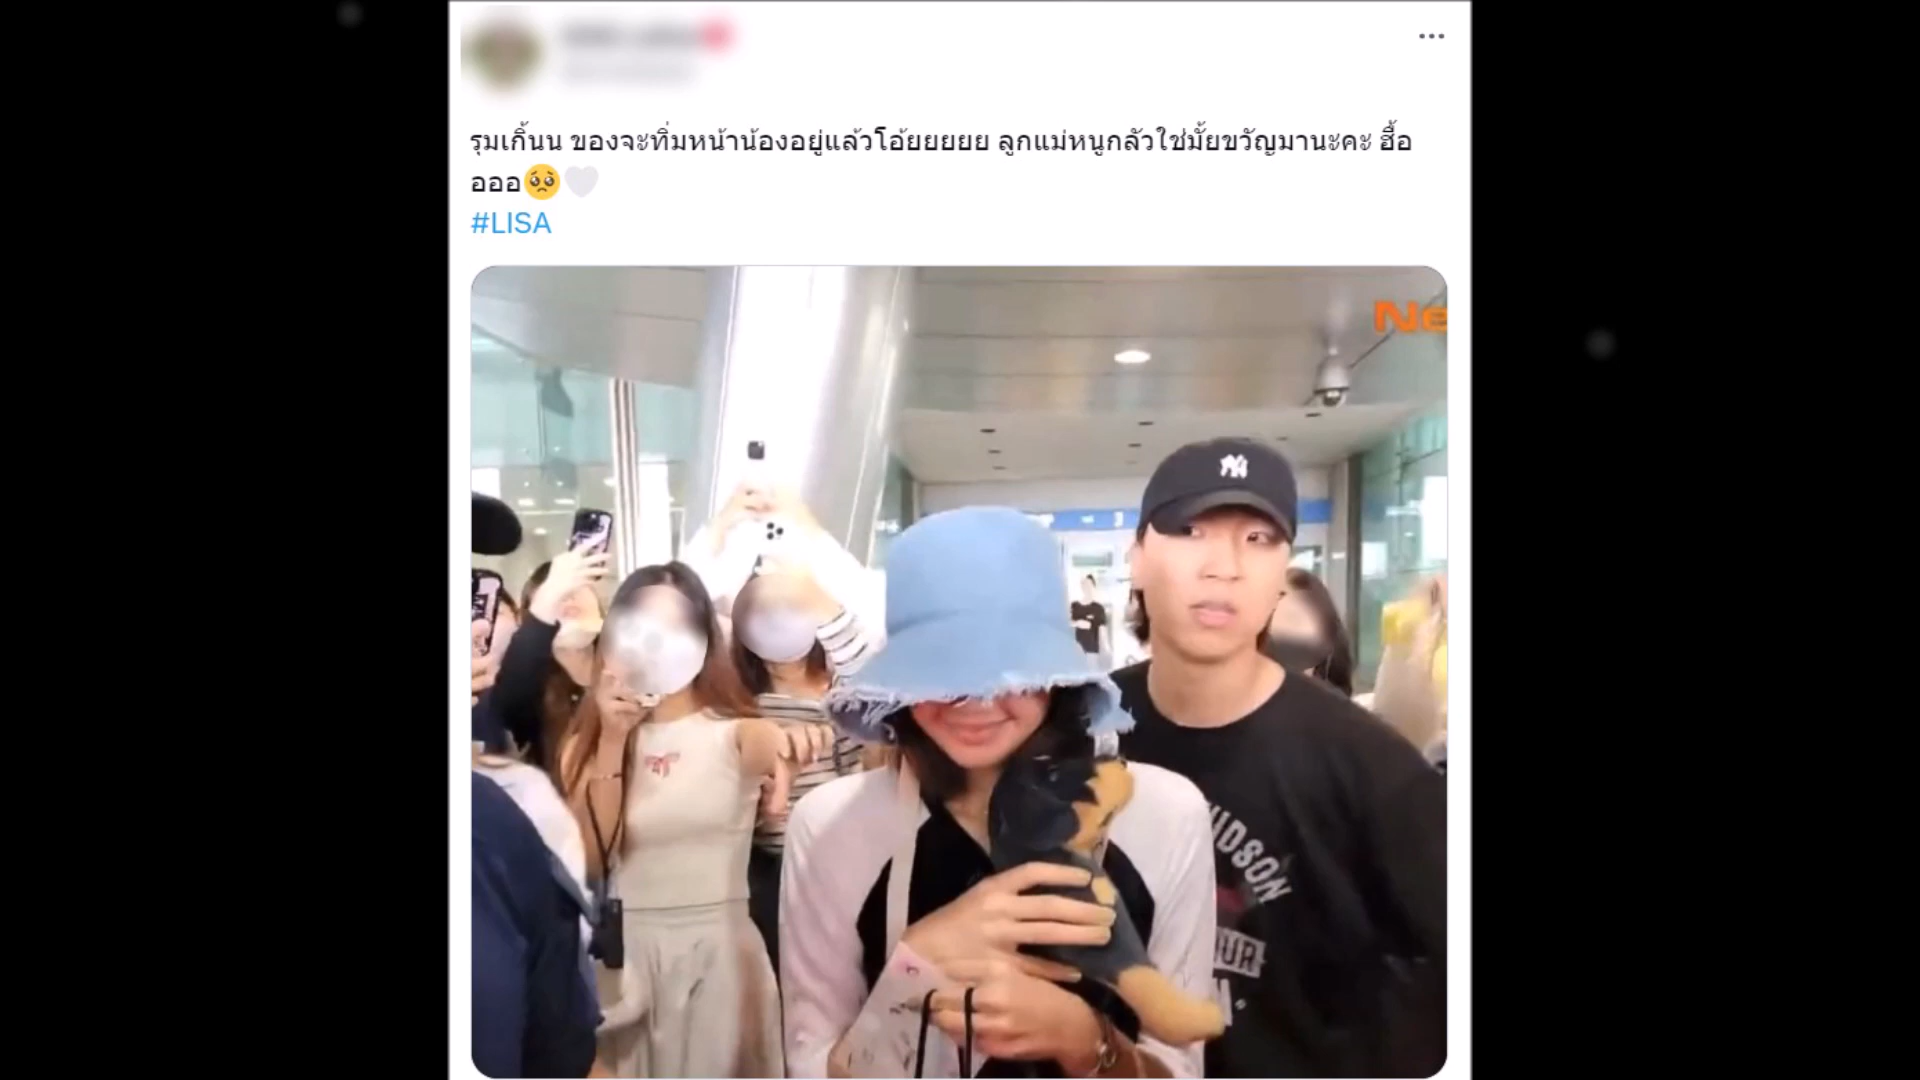 รุมเกิ้นน ของจะทิ่มหน้าน้องอยู่แล้วโอ้ยยยยย ลูกแม่หนูกลัวใช่มั้ยขวัญมานะคะ ฮื้อ
อออ🥺🤍
#LISA
Ne
NY
UDSON
OUR